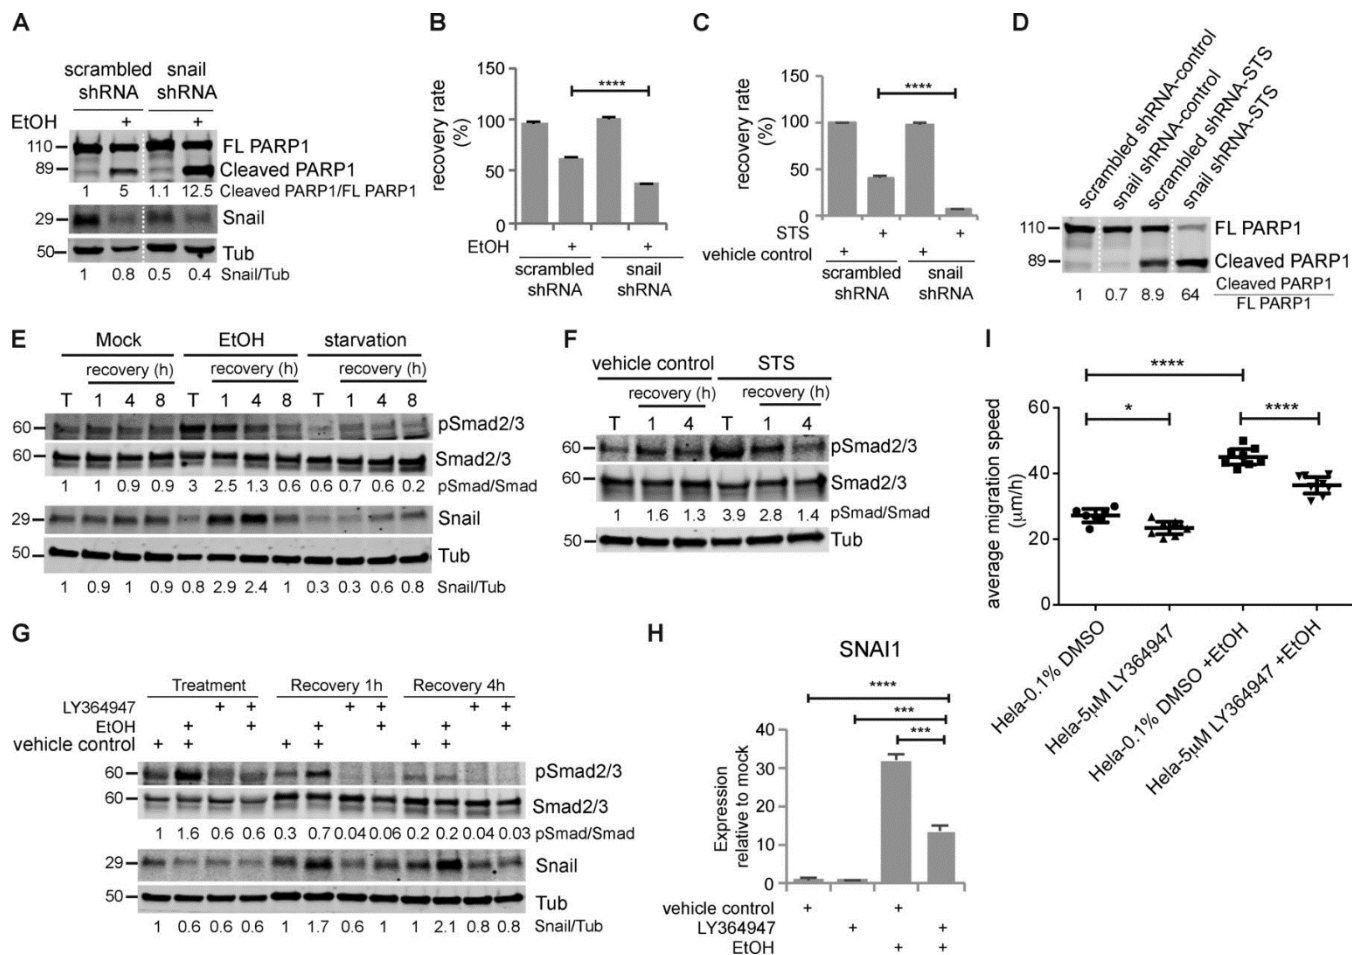 A
scrambled shRNA
snail shRNA
EtOH + +
110 FL PARP1
89 Cleaved PARP1
1 5 1.1 12.5 Cleaved PARP1/FL PARP1
29 Snail
50 Tub
1 0.8 0.5 0.4 Snail/Tub
B
recovery rate (%)
150
100
50
0
****
EtOH + +
scrambled shRNA
snail shRNA
C
recovery rate (%)
150
100
50
0
****
STS + +
vehicle control + +
scrambled shRNA
snail shRNA
D
scrambled shRNA-control
snail shRNA-control
scrambled shRNA-STS
snail shRNA-STS
110 FL PARP1
89 Cleaved PARP1
1 0.7 8.9 64 Cleaved PARP1
FL PARP1
E
Mock EtOH starvation
recovery (h) recovery (h) recovery (h)
T 1 4 8 T 1 4 8 T 1 4 8
60 pSmad2/3
60 Smad2/3
1 1 0.9 0.9 3 2.5 1.3 0.6 0.6 0.7 0.6 0.2 pSmad/Smad
29 Snail
50 Tub
1 0.9 1 0.9 0.8 2.9 2.4 1 0.3 0.3 0.6 0.8 Snail/Tub
F
vehicle control STS
recovery (h) recovery (h)
T 1 4 T 1 4
60 pSmad2/3
60 Smad2/3
1 1.6 1.3 3.9 2.8 1.4 pSmad/Smad
50 Tub
I
average migration speed (μm/h)
60
40
20
0
****
*
****
Hela-0.1% DMSO
Hela-5μM LY364947
Hela-0.1% DMSO +EtOH
Hela-5μM LY364947 +EtOH
G
Treatment Recovery 1h Recovery 4h
LY364947 + + + + + +
EtOH + + + + + +
vehicle control + + + + + +
60 pSmad2/3
60 Smad2/3
1 1.6 0.6 0.6 0.3 0.7 0.04 0.06 0.2 0.2 0.04 0.03 pSmad/Smad
29 Snail
50 Tub
1 0.6 0.6 0.6 1 1.7 0.6 1 1 2.1 0.8 0.8 Snail/Tub
H
SNAI1
Expression relative to mock
40
30
20
10
0
****
***
***
vehicle control + +
LY364947 + +
EtOH + +